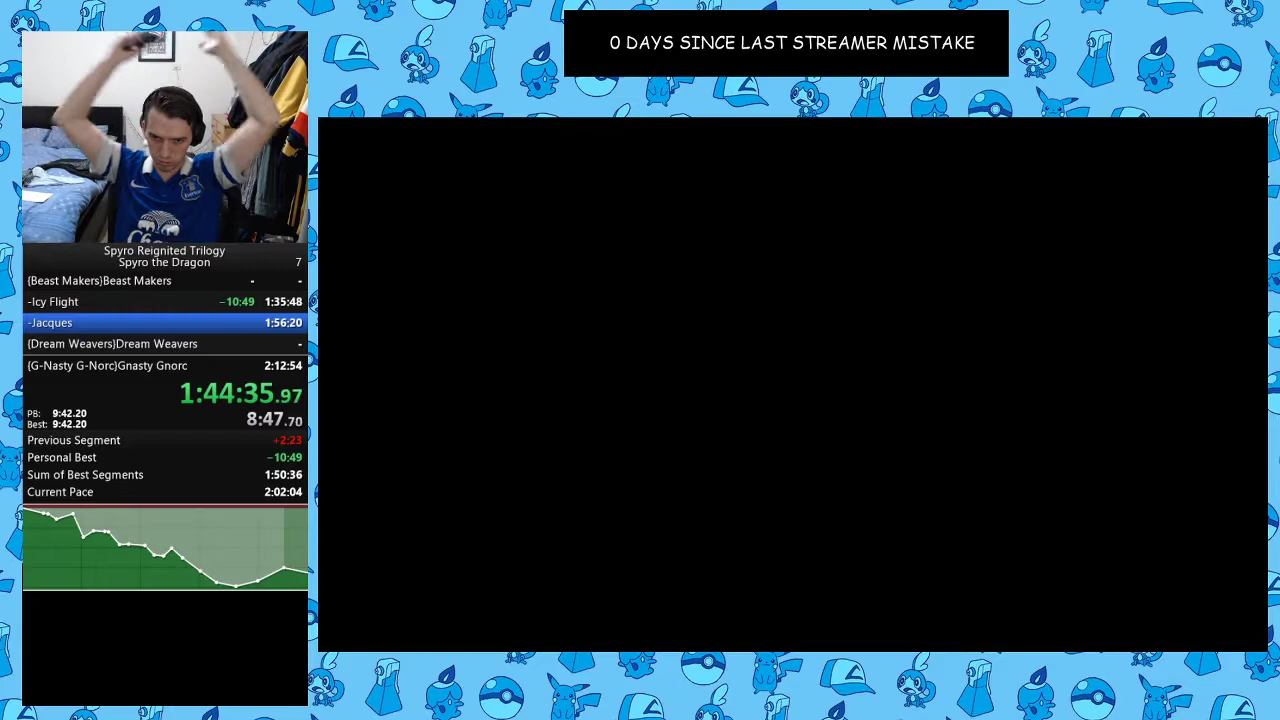 0 DAYS SINCE LAST STREAMER MISTAKE
Spyro Reignited Trilogy
Spyro the Dragon 7
{Beast Makers}Beast Makers - -
-Icy Flight −10:49 1:35:48
-Jacques 1:56:20
{Dream Weavers}Dream Weavers -
{G-Nasty G-Norc}Gnasty Gnorc 2:12:54
1:44:35.97
PB: 9:42.20
Best: 9:42.20
8:47.70
Previous Segment +2:23
Personal Best −10:49
Sum of Best Segments 1:50:36
Current Pace 2:02:04